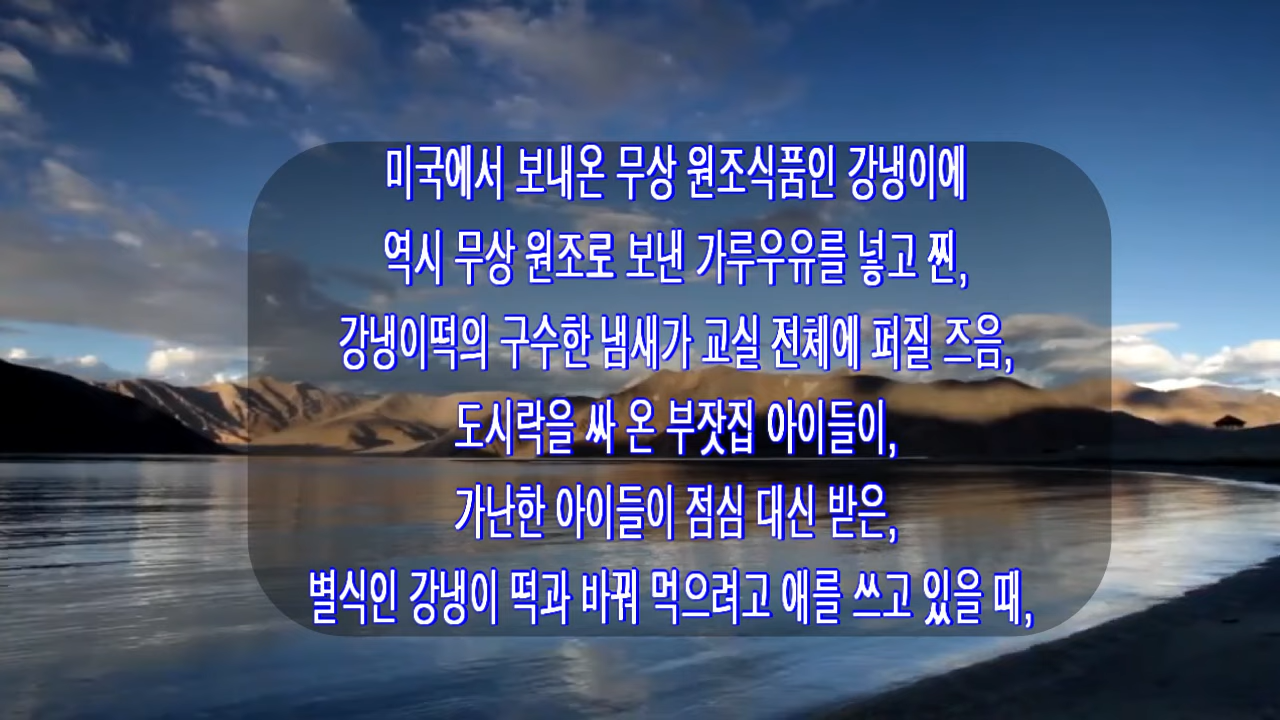 미국에서 보내온 무상 원조식품인 강냉이에
역시 무상 원조로 보낸 가루우유를 넣고 찐,
강냉이떡의 구수한 냄새가 교실 전체에 퍼질 즈음,
도시락을 싸 온 부잣집 아이들이,
가난한 아이들이 점심 대신 받은,
별식인 강냉이 떡과 바꿔 먹으려고 애를 쓰고 있을 때,